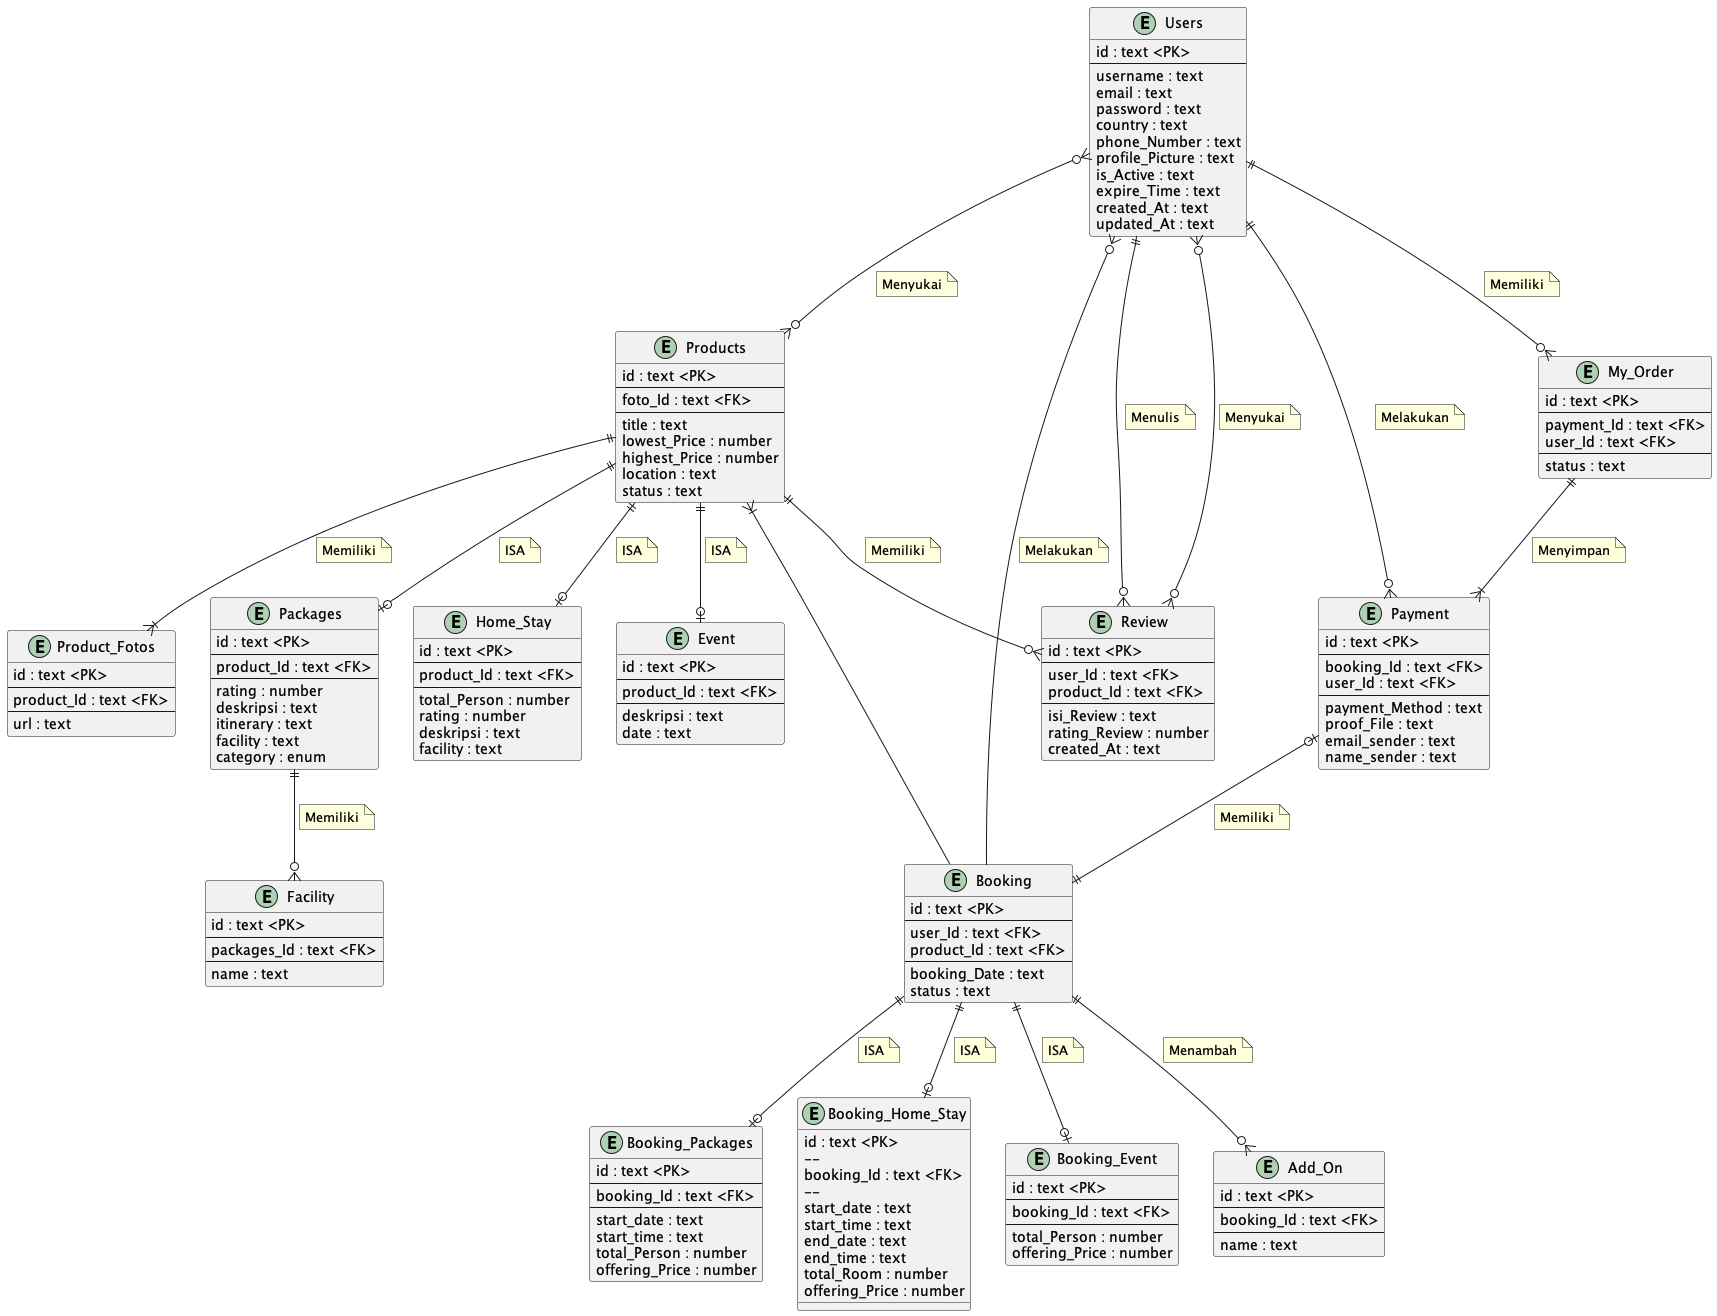 E Users
id : text <PK>
username : text
email : text
password : text
country : text
phone_Number : text
profile_Picture : text
is_Active : text
expire_Time : text
created_At : text
updated_At : text
Menyukai
Memiliki
E Products
id : text <PK>
foto_Id : text <FK>
title : text
lowest_Price : number
highest_Price : number
location : text
status : text
E My_Order
id : text <PK>
payment_Id : text <FK>
user_Id : text <FK>
status : text
Menulis
Menyukai
Melakukan
Memiliki
ISA
ISA
ISA
Memiliki
Melakukan
Menyimpan
E Product_Fotos
id : text <PK>
product_Id : text <FK>
url : text
E Packages
id : text <PK>
product_Id : text <FK>
rating : number
deskripsi : text
itinerary : text
facility : text
category : enum
E Home_Stay
id : text <PK>
product_Id : text <FK>
total_Person : number
rating : number
deskripsi : text
facility : text
E Event
id : text <PK>
product_Id : text <FK>
deskripsi : text
date : text
E Review
id : text <PK>
user_Id : text <FK>
product_Id : text <FK>
isi_Review : text
rating_Review : number
created_At : text
E Payment
id : text <PK>
booking_Id : text <FK>
user_Id : text <FK>
payment_Method : text
proof_File : text
email_sender : text
name_sender : text
Memiliki
Memiliki
E Facility
id : text <PK>
packages_Id : text <FK>
name : text
E Booking
id : text <PK>
user_Id : text <FK>
product_Id : text <FK>
booking_Date : text
status : text
ISA
ISA
ISA
Menambah
E Booking_Packages
id : text <PK>
booking_Id : text <FK>
start_date : text
start_time : text
total_Person : number
offering_Price : number
E Booking_Home_Stay
id : text <PK>
--
booking_Id : text <FK>
--
start_date : text
start_time : text
end_date : text
end_time : text
total_Room : number
offering_Price : number
E Booking_Event
id : text <PK>
booking_Id : text <FK>
total_Person : number
offering_Price : number
E Add_On
id : text <PK>
booking_Id : text <FK>
name : text